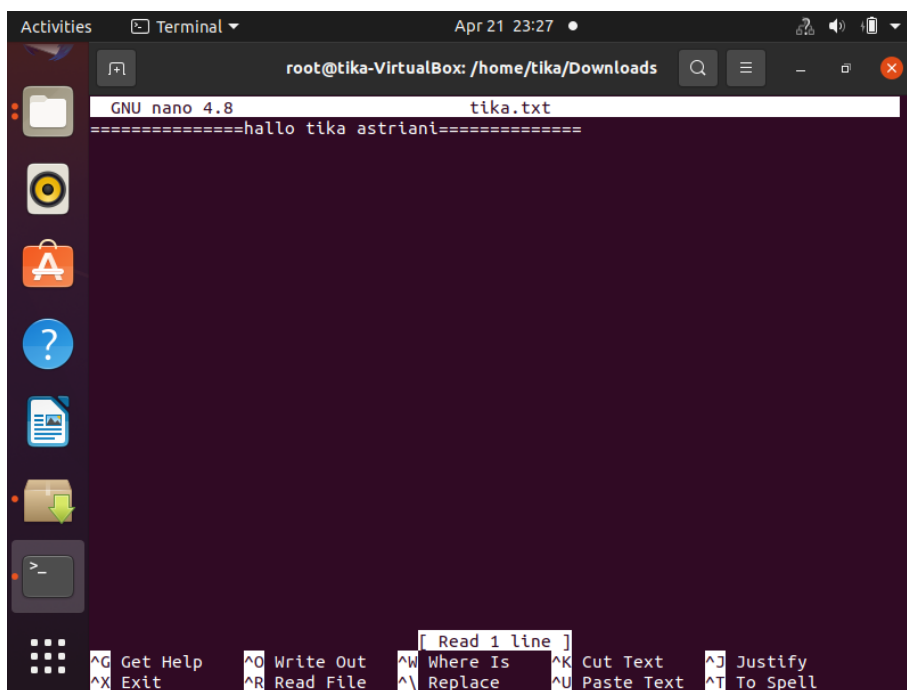 Activities Terminal Apr 21 23:27
root@tika-VirtualBox: /home/tika/Downloads
GNU nano 4.8 tika.txt
===============hallo tika astriani==============
[ Read 1 line ]
^G Get Help ^O Write Out ^W Where Is ^K Cut Text ^J Justify
^X Exit ^R Read File ^\ Replace ^U Paste Text ^T To Spell